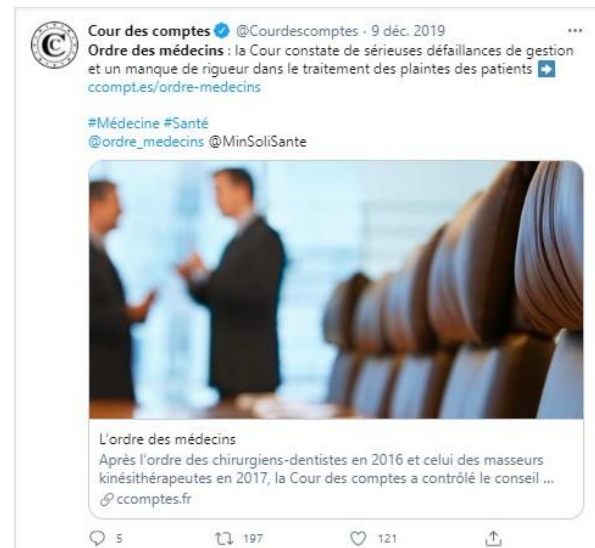 Cour des comptes @Courdescomptes · 9 déc. 2019 ...
Ordre des médecins : la Cour constate de sérieuses défaillances de gestion
et un manque de rigueur dans le traitement des plaintes des patients ➡
ccompt.es/ordre-medecins
#Médecine #Santé
@ordre_medecins @MinSoliSante
L'ordre des médecins
Après l'ordre des chirurgiens-dentistes en 2016 et celui des masseurs
kinésithérapeutes en 2017, la Cour des comptes a contrôlé le conseil ...
ccomptes.fr
5 197 121